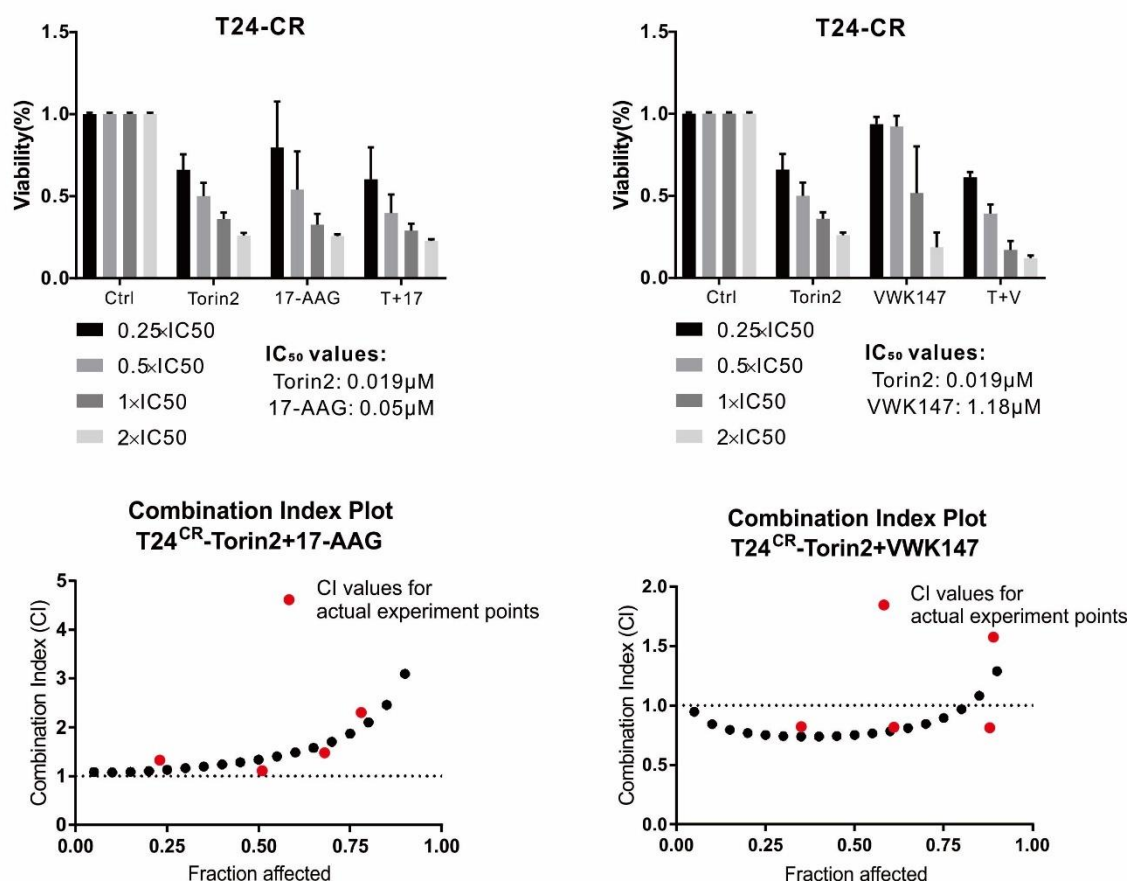 T24-CR
1.5
1.0
0.5
0.0
Viability(%)
Ctrl Torin2 17-AAG T+17
0.25×IC50
0.5×IC50
1×IC50
2×IC50
IC50 values:
Torin2: 0.019μM
17-AAG: 0.05μM
T24-CR
1.5
1.0
0.5
0.0
Viability(%)
Ctrl Torin2 VWK147 T+V
0.25×IC50
0.5×IC50
1×IC50
2×IC50
IC50 values:
Torin2: 0.019μM
VWK147: 1.18μM
Combination Index Plot
T24CR-Torin2+17-AAG
CI values for
actual experiment points
5
4
3
2
1
0
Combination Index (CI)
0.00 0.25 0.50 0.75 1.00
Fraction affected
Combination Index Plot
T24CR-Torin2+VWK147
CI values for
actual experiment points
2.0
1.5
1.0
0.5
0.0
Combination Index (CI)
0.00 0.25 0.50 0.75 1.00
Fraction affected